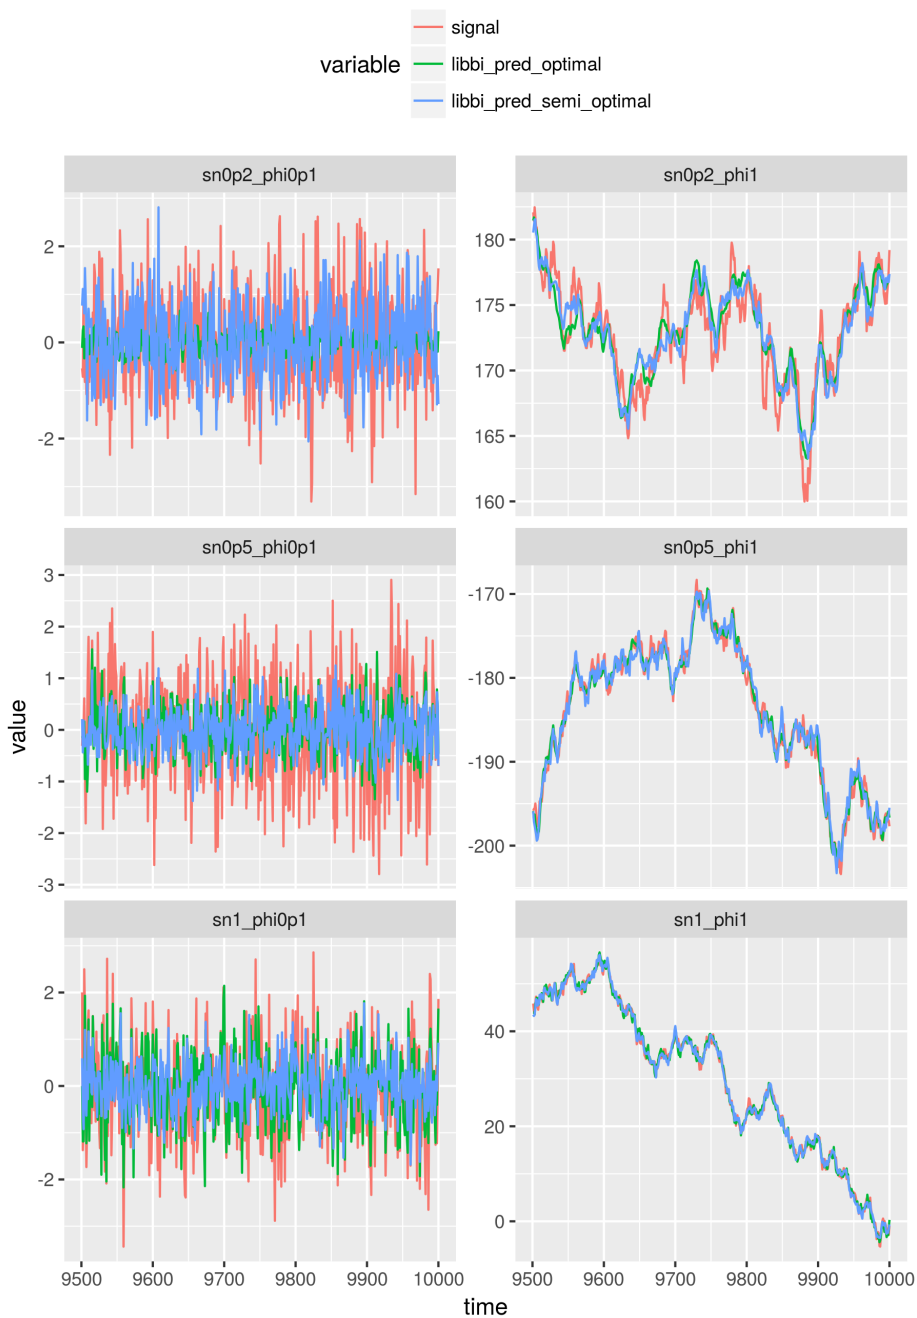 signal
variable
libbi_pred_optimal
libbi_pred_semi_optimal
sn0p2_phi0p1
sn0p2_phi1
2
0
-2
180
175
170
165
160
sn0p5_phi0p1
sn0p5_phi1
3
2
1
0
-1
-2
-3
-170
-180
-190
-200
value
sn1_phi0p1
sn1_phi1
2
0
-2
40
20
0
9500 9600 9700 9800 9900 10000
9500 9600 9700 9800 9900 10000
time